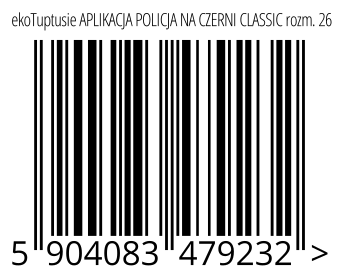 ekoTuptusie APLIKACJA POLICJA NA CZERNI CLASSIC rozm. 26
5 904083 479232 >